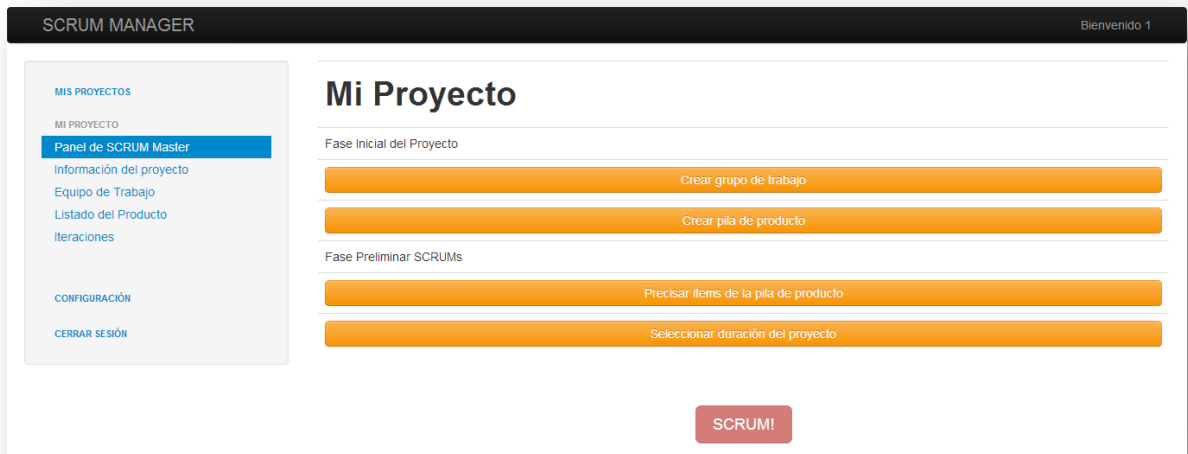 SCRUM MANAGER
Bienvenido 1
MIS PROYECTOS
MI PROYECTO
Panel de SCRUM Master
Información del proyecto
Equipo de Trabajo
Listado del Producto
Iteraciones
CONFIGURACIÓN
CERRAR SESIÓN
Mi Proyecto
Fase Inicial del Proyecto
Crear grupo de trabajo
Crear pila de producto
Fase Preliminar SCRUMs
Precisar items de la pila de producto
Seleccionar duración del proyecto
SCRUM!